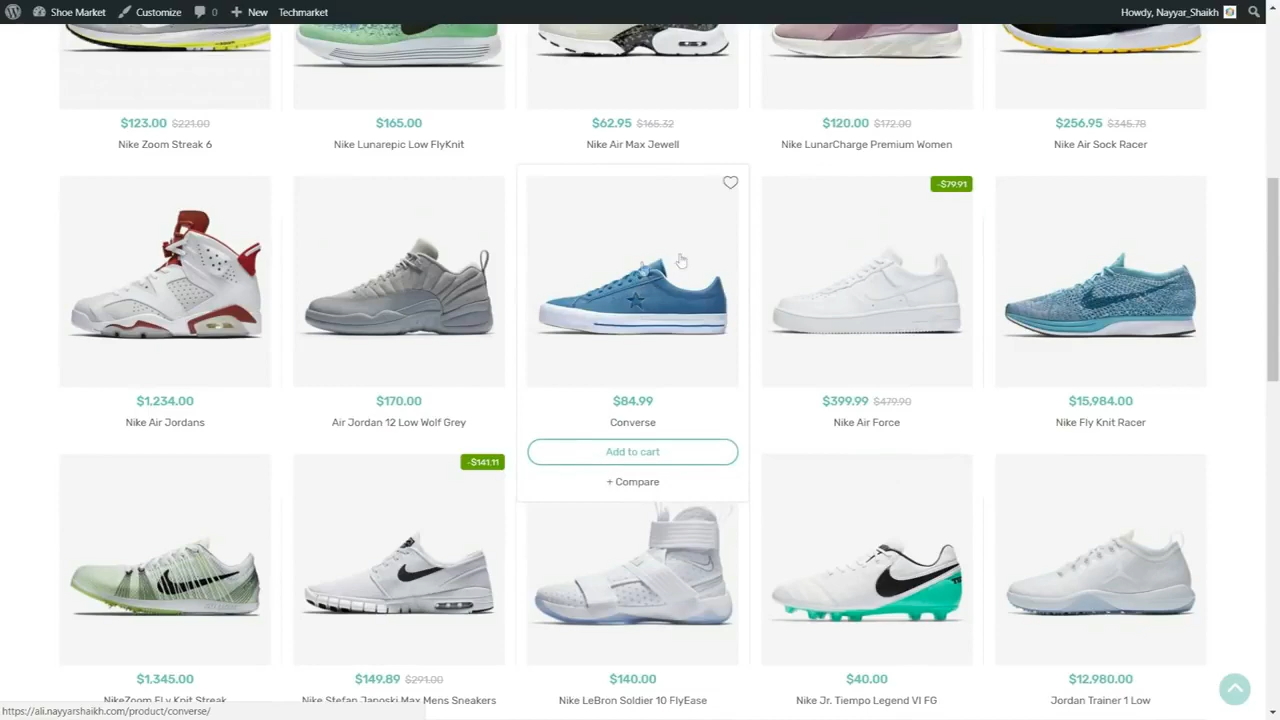 Shoe Market Customize 0 New Techmarket Howdy, Nayyar_Shaikh
$123.00 $221.00 $165.00 $62.95 $165.32 $120.00 $172.00 $256.95 $345.78
Nike Zoom Streak 6 Nike Lunarepic Low FlyKnit Nike Air Max Jewell Nike LunarCharge Premium Women Nike Air Sock Racer
-$79.91
$1,234.00 $170.00 $84.99 $399.99 $479.90 $15,984.00
Nike Air Jordans Air Jordan 12 Low Wolf Grey Converse Nike Air Force Nike Fly Knit Racer
Add to cart
-$141.11
+ Compare
$1,345.00 $149.89 $291.00 $140.00 $40.00 $12,980.00
NikeZoom FLy Knit Streak Nike Stefan Janoski Max Mens Sneakers Nike LeBron Soldier 10 FlyEase Nike Jr. Tiempo Legend VI FG Jordan Trainer 1 Low
https://ali.nayyarshaikh.com/product/converse/